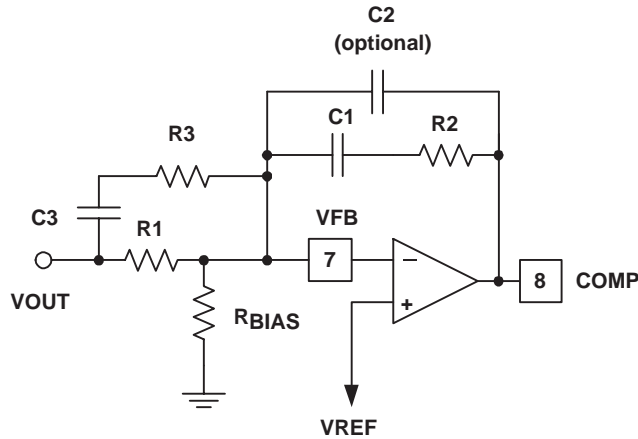 C2
(optional)
C1
R2
R3
C3
R1
VFB
7
−
+
8
COMP
VOUT
RBIAS
VREF